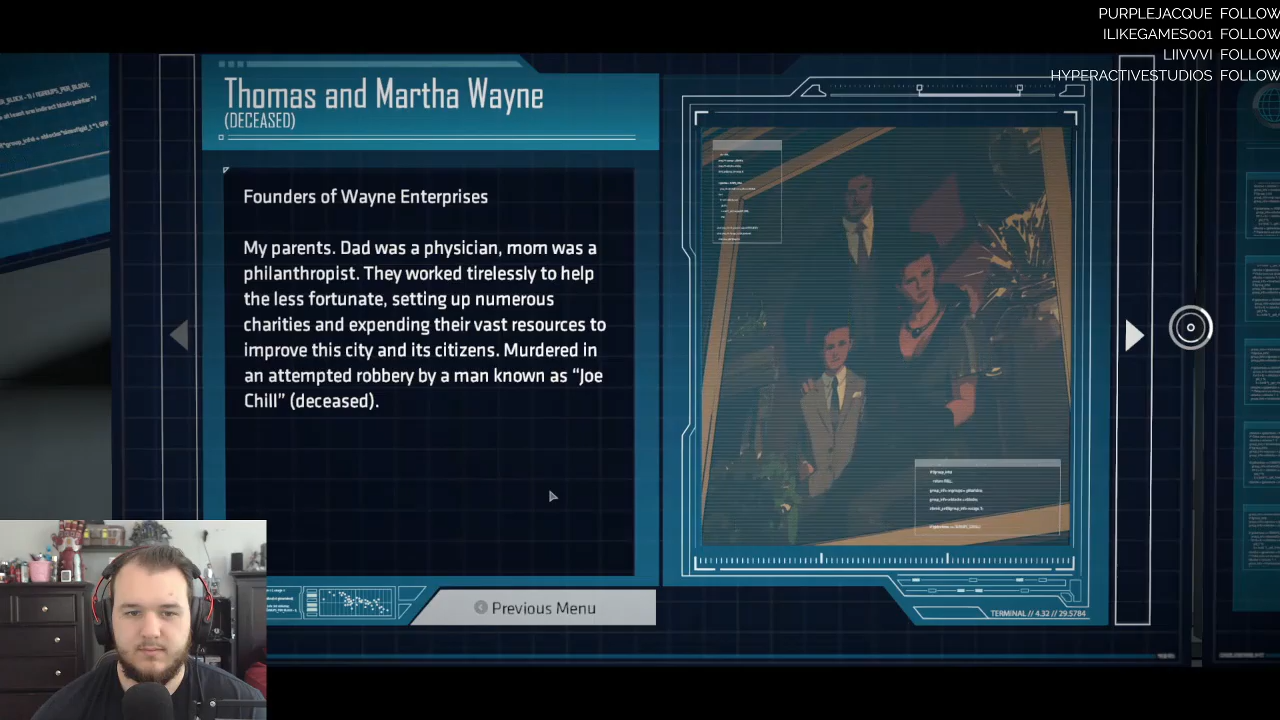 PURPLEJACQUE FOLLOW
ILIKEGAMES001 FOLLOW
LIIVVVI FOLLOW
HYPERACTIVESTUDIOS FOLLOW
Thomas and Martha Wayne
(DECEASED)
Founders of Wayne Enterprises
My parents. Dad was a physician, mom was a
philanthropist. They worked tirelessly to help
the less fortunate, setting up numerous
charities and expending their vast resources to
improve this city and its citizens. Murdered in
an attempted robbery by a man known as “Joe
Chill” (deceased).
Previous Menu
TERMINAL // 4.32 // 29.5784